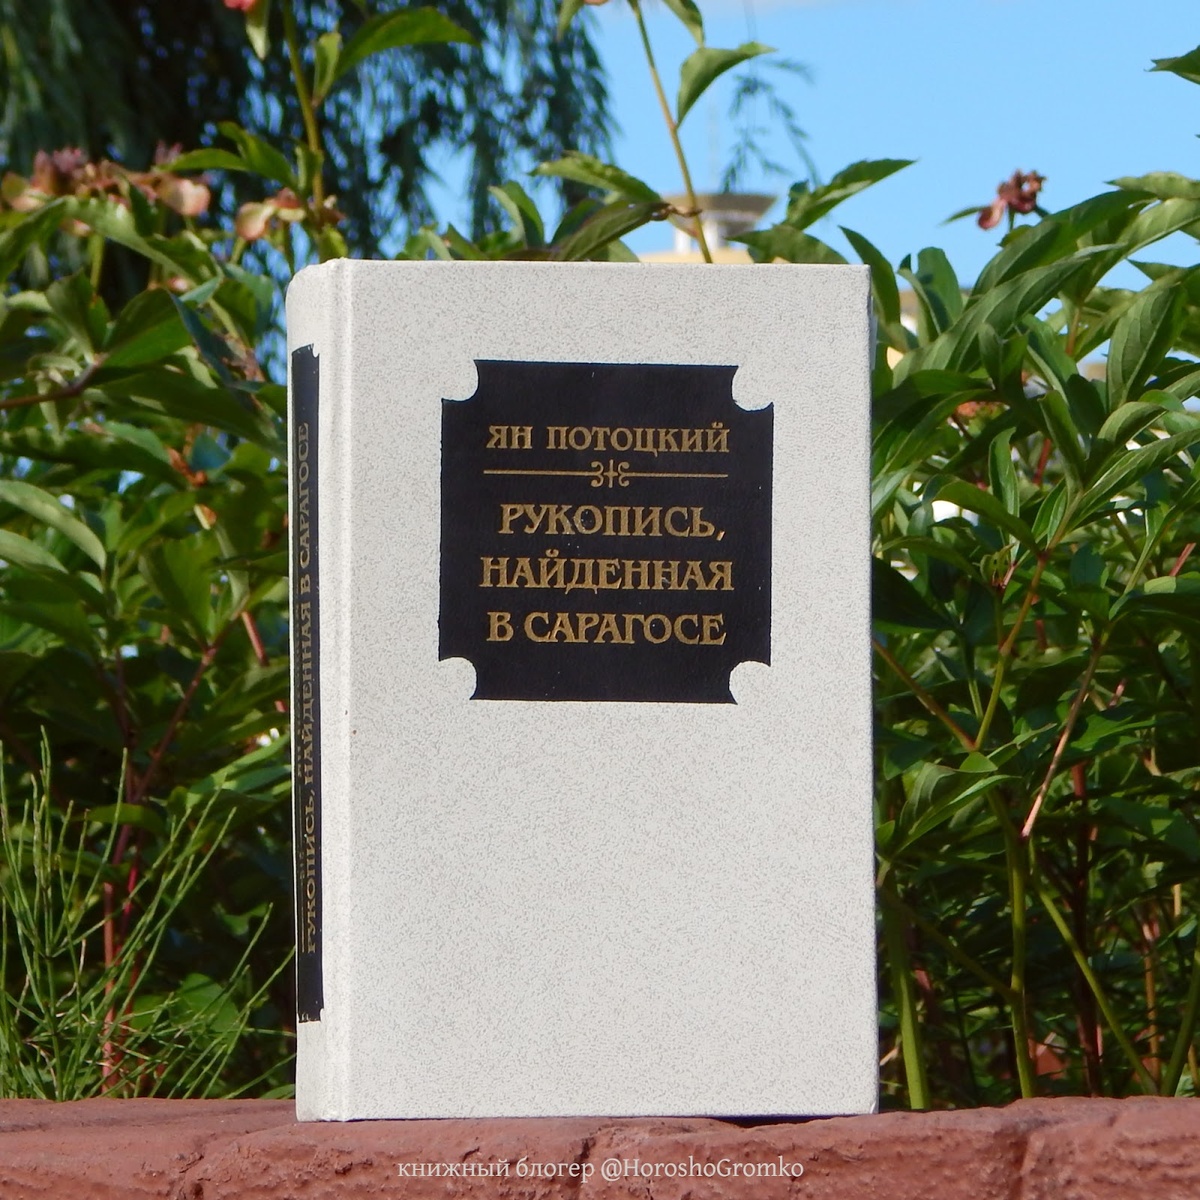 ЯН ПОТОЦКИЙ
РУКОПИСЬ,
НАЙДЕННАЯ
В САРАГОСЕ
РУКОПИСЬ, НАЙДЕННАЯ В САРАГОСЕ
книжный блогер @HoroshoGromko